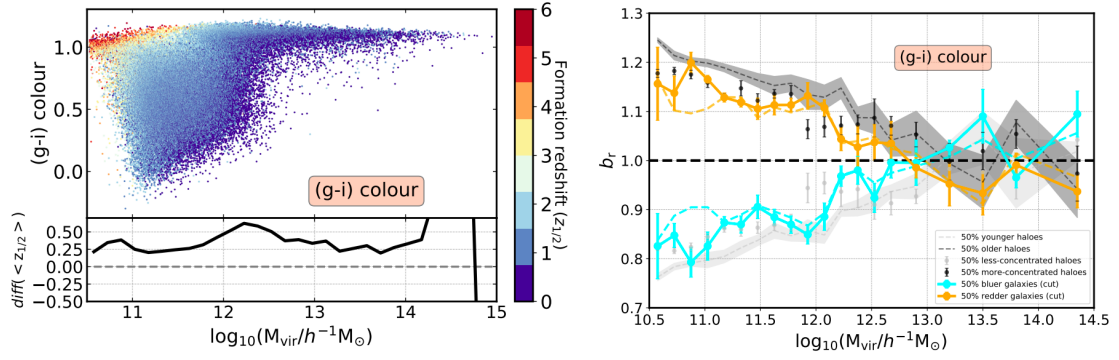 1.0
0.5
0.0
(g-i) colour
(g-i) colour
0.50
0.25
0.00
−0.25
−0.50
diff( < z1/2 > )
11
12
13
14
15
log10(Mvir/h−1M⊙)
6
5
4
3
2
1
0
Formation redshift (z1/2)
1.3
1.2
1.1
1.0
0.9
0.8
0.7
br
(g-i) colour
50% younger haloes
50% older haloes
50% less-concentrated haloes
50% more-concentrated haloes
50% bluer galaxies (cut)
50% redder galaxies (cut)
10.5
11.0
11.5
12.0
12.5
13.0
13.5
14.0
14.5
log10(Mvir/h−1M⊙)